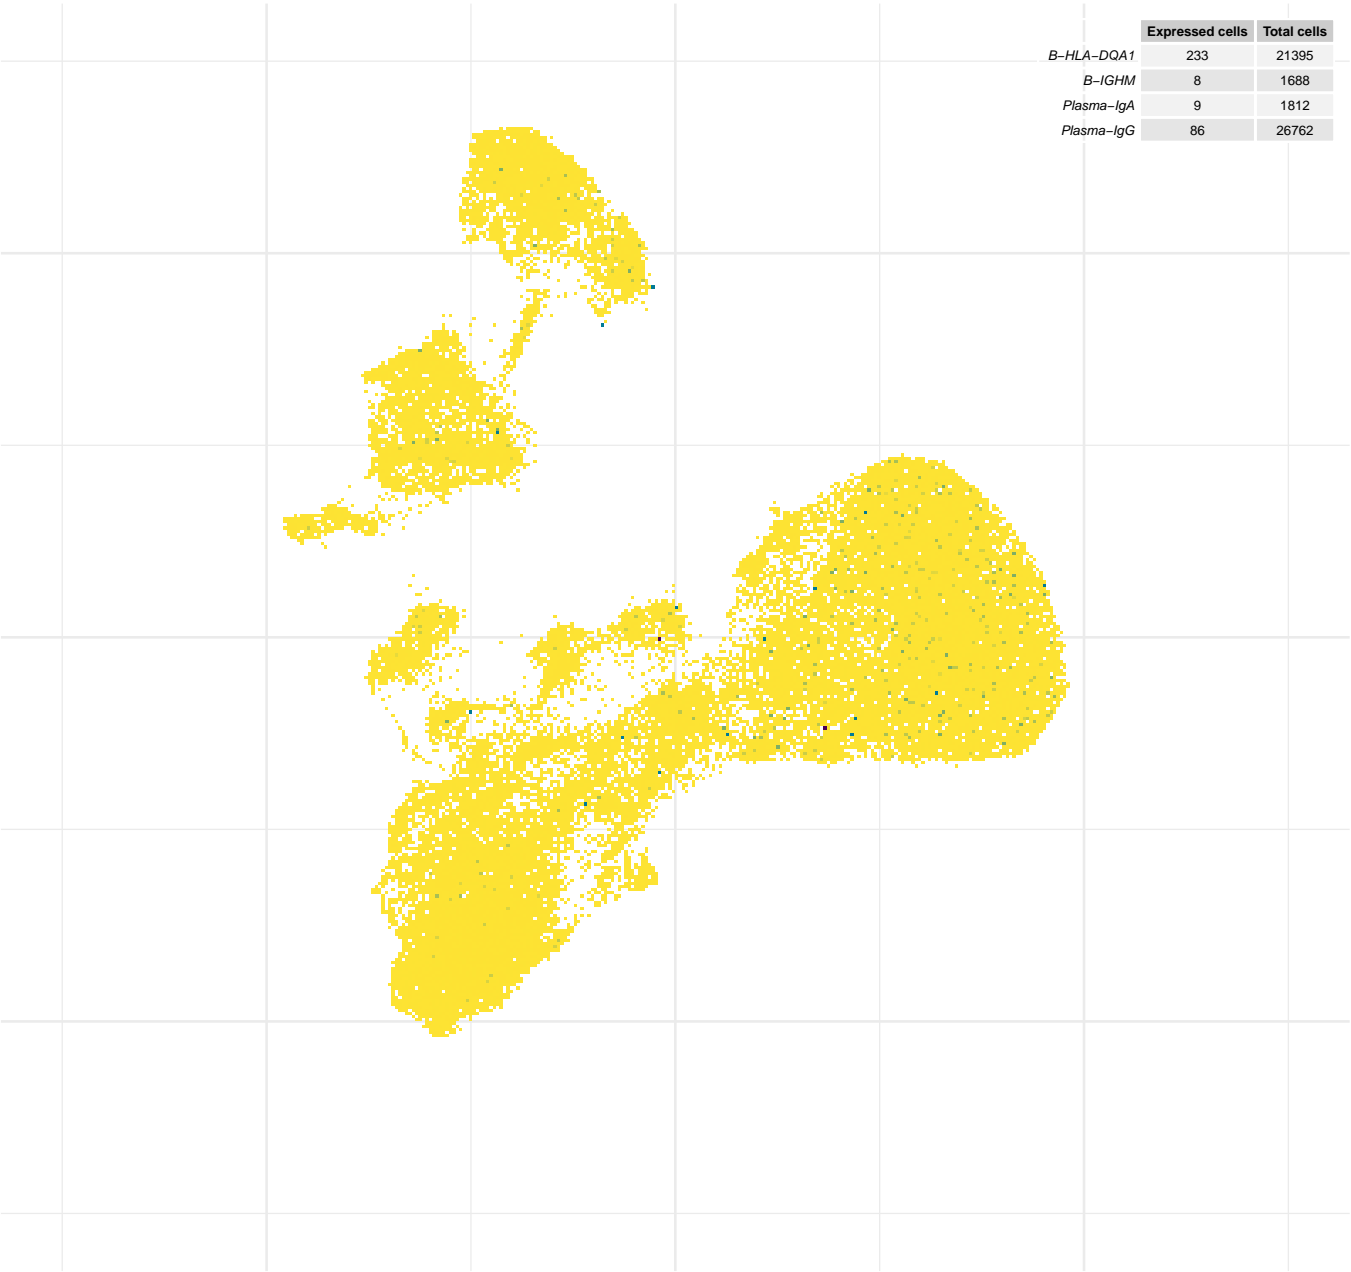 Expressed cells Total cells
B−HLA−DQA1 233 21395
B−IGHM 8 1688
Plasma−IgA 9 1812
Plasma−IgG 86 26762